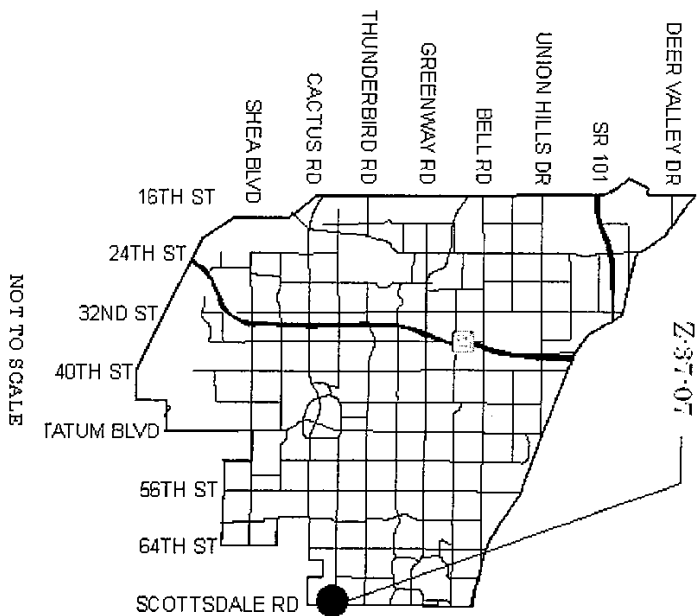 DEER VALLEY DR
SR 101
UNION HILLS DR
BELL RD
GREENWAY RD
THUNDERBIRD RD
CACTUS RD
SHEA BLVD
16TH ST
24TH ST
32ND ST
40TH ST
TATUM BLVD
56TH ST
64TH ST
SCOTTSDALE RD
NOT TO SCALE
Z-37-07